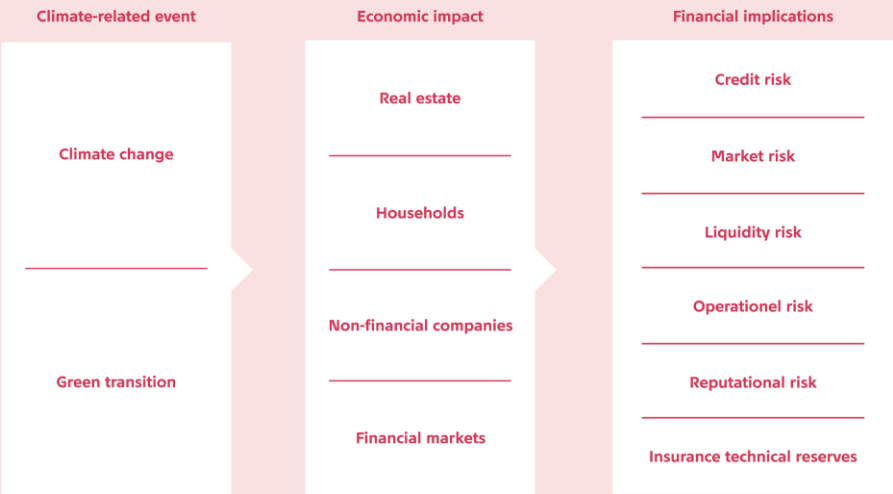 Climate-related event
Climate change
Green transition
Economic impact
Real estate
Households
Non-financial companies
Financial markets
Financial implications
Credit risk
Market risk
Liquidity risk
Operationel risk
Reputational risk
Insurance technical reserves